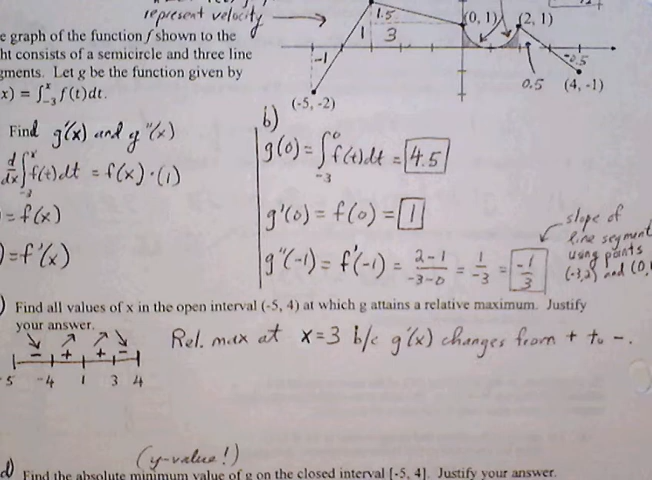 represent velocity
1.5
1
3
(0, 1)
(2, 1)
-1
-0.5
0.5
(4, -1)
(-5, -2)
e graph of the function f shown to the
ht consists of a semicircle and three line
gments. Let g be the function given by
x) = ∫₋₃ˣ f(t)dt.
Find g'(x) and g"(x)
d/dx ∫₋₃ˣ f(t)dt = f(x)·(1)
= f(x)
) = f'(x)
b)
g(0) = ∫₋₃⁰ f(t)dt = 4.5
g'(0) = f(0) = 1
g"(-1) = f'(-1) = 2-1/-3-0 = 1/-3 = -1/3
slope of
line segment
using points
(-3,2) and (0,
) Find all values of x in the open interval (-5, 4) at which g attains a relative maximum. Justify
your answer.
- + + -
5 -4 1 3 4
Rel. max at x=3 b/c g'(x) changes from + to -.
(y-value!)
d) Find the absolute minimum value of g on the closed interval [-5, 4]. Justify your answer.